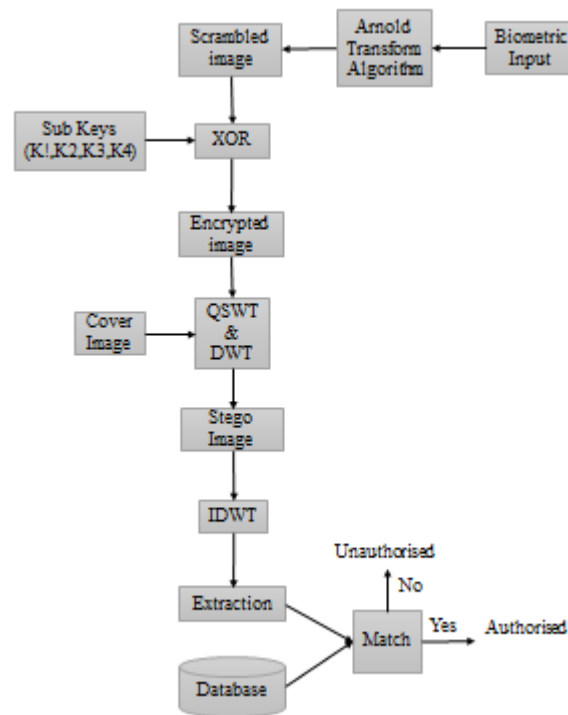 Scrambled
image
Arnold
Transform
Algorithm
Biometric
Input
Sub Keys
(K!,K2,K3,K4)
XOR
Encrypted
image
Cover
Image
QSWT
&
DWT
Stego
Image
IDWT
Unauthorised
No
Extraction
Match
Yes
Authorised
Database